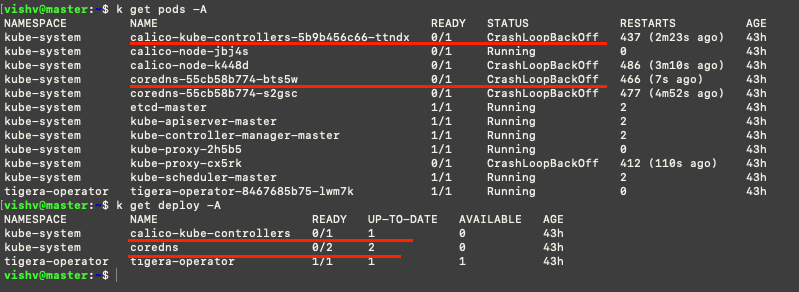 vishv@master:~$ k get pods -A
NAMESPACE NAME READY STATUS RESTARTS AGE
kube-system calico-kube-controllers-5b9b456c66-ttndx 0/1 CrashLoopBackOff 437 (2m23s ago) 43h
kube-system calico-node-jbj4s 0/1 Running 0 43h
kube-system calico-node-k448d 0/1 CrashLoopBackOff 486 (3m10s ago) 43h
kube-system coredns-55cb58b774-bts5w 0/1 CrashLoopBackOff 466 (7s ago) 43h
kube-system coredns-55cb58b774-s2gsc 0/1 CrashLoopBackOff 477 (4m52s ago) 43h
kube-system etcd-master 1/1 Running 2 43h
kube-system kube-apiserver-master 1/1 Running 2 43h
kube-system kube-controller-manager-master 1/1 Running 2 43h
kube-system kube-proxy-2h5b5 1/1 Running 0 43h
kube-system kube-proxy-cx5rk 0/1 CrashLoopBackOff 412 (110s ago) 43h
kube-system kube-scheduler-master 1/1 Running 2 43h
tigera-operator tigera-operator-8467685b75-lwm7k 1/1 Running 0 43h
vishv@master:~$ k get deploy -A
NAMESPACE NAME READY UP-TO-DATE AVAILABLE AGE
kube-system calico-kube-controllers 0/1 1 0 43h
kube-system coredns 0/2 2 0 43h
tigera-operator tigera-operator 1/1 1 1 43h
vishv@master:~$